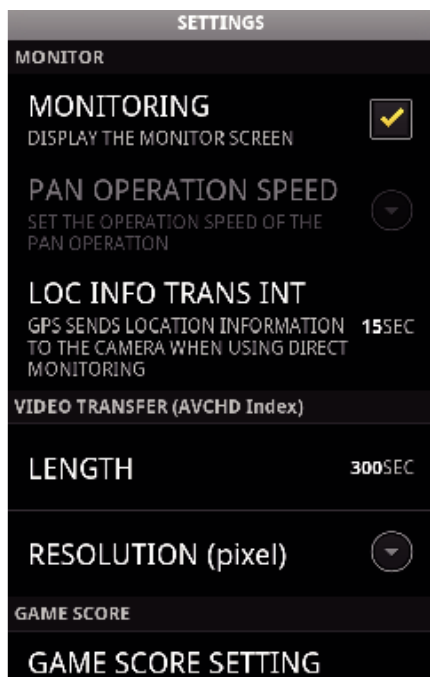 SETTINGS
MONITOR
MONITORING
DISPLAY THE MONITOR SCREEN
PAN OPERATION SPEED
SET THE OPERATION SPEED OF THE
PAN OPERATION
LOC INFO TRANS INT
GPS SENDS LOCATION INFORMATION 15SEC
TO THE CAMERA WHEN USING DIRECT
MONITORING
VIDEO TRANSFER (AVCHD Index)
LENGTH 300SEC
RESOLUTION (pixel)
GAME SCORE
GAME SCORE SETTING